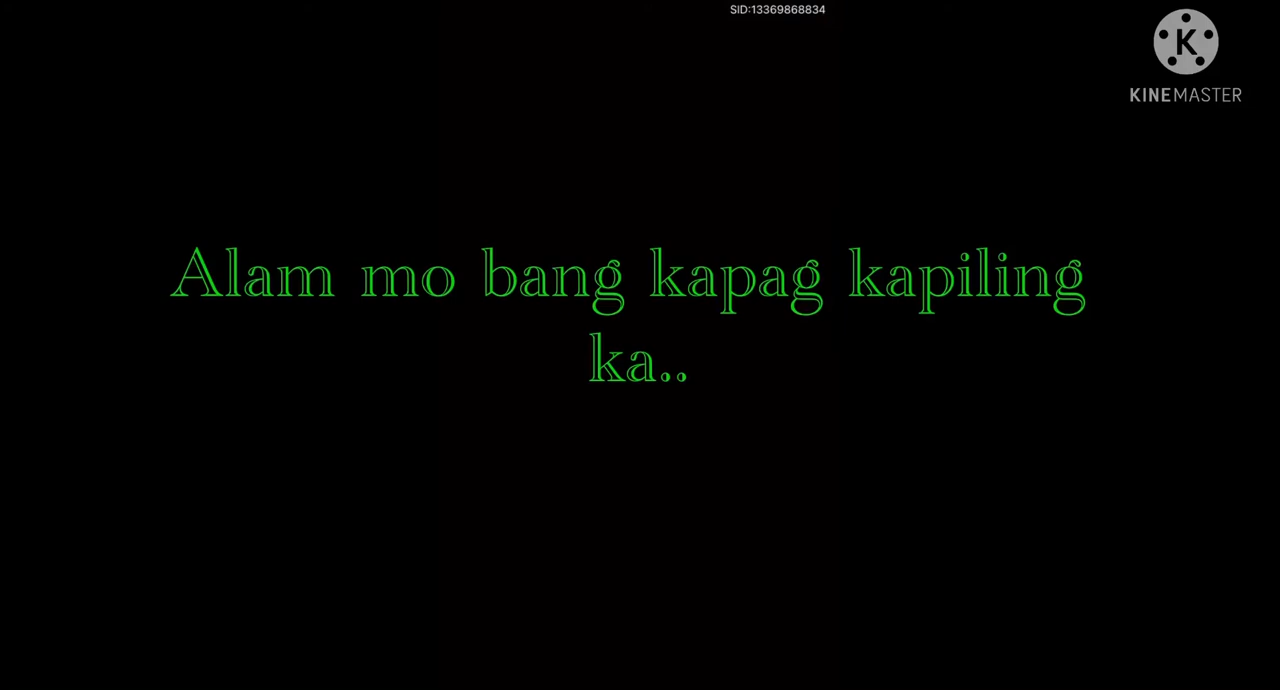 SID:13369868834
K
KINEMASTER
Alam mo bang kapag kapiling
ka..